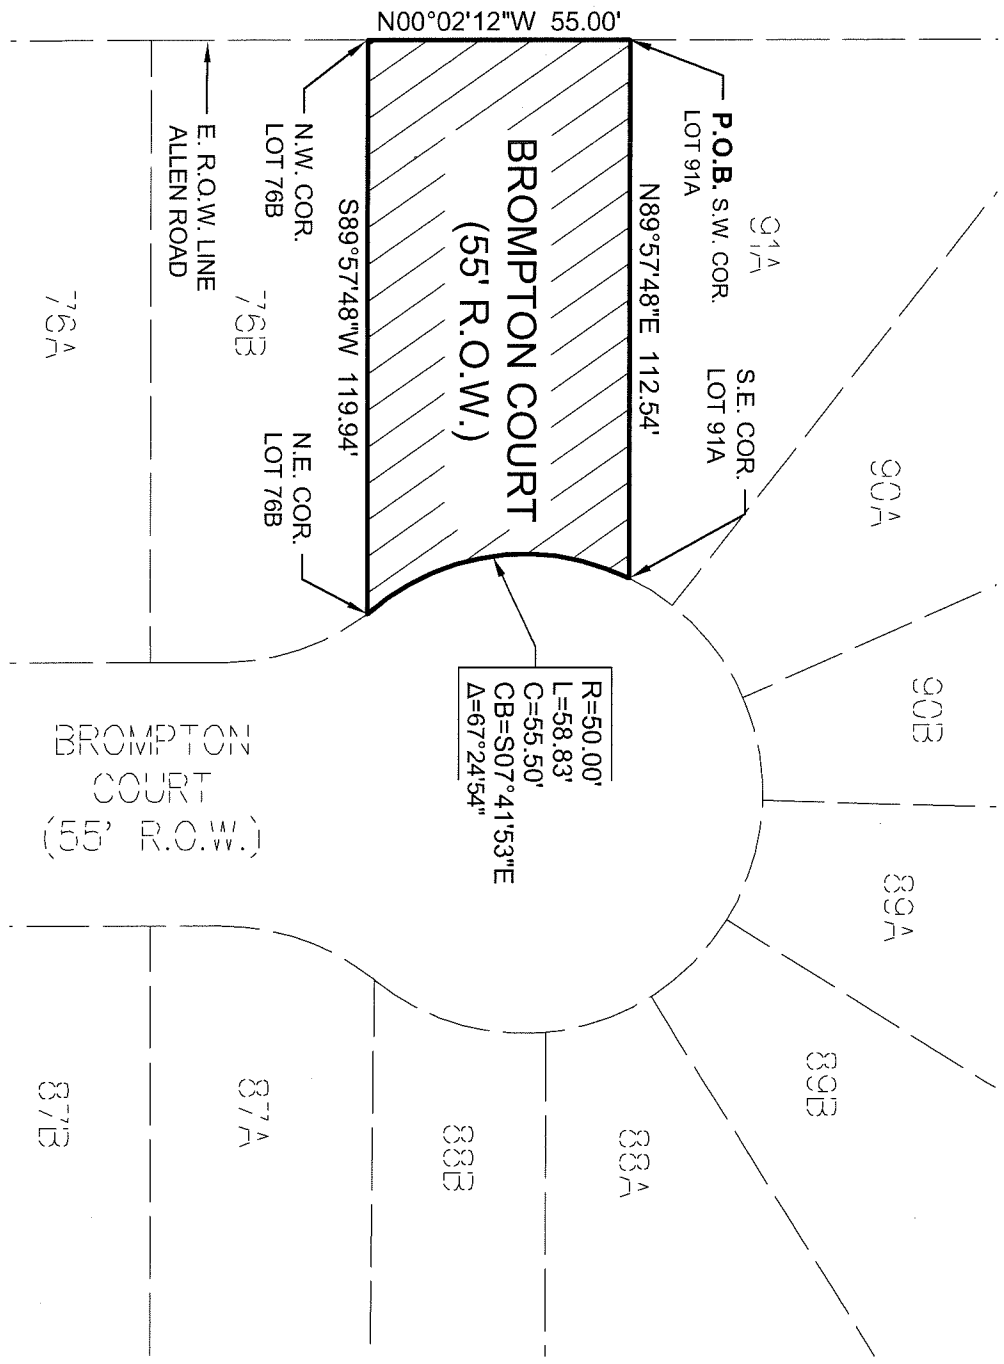 N00°02'12"W 55.00'
P.O.B. S.W. COR.
LOT 91A
91A
S.E. COR.
LOT 91A
90A
90B
89A
89B
88A
88B
87A
87B
N89°57'48"E 112.54'
BROMPTON COURT
(55' R.O.W.)
S89°57'48"W 119.94'
N.W. COR.
LOT 76B
N.E. COR.
LOT 76B
E. R.O.W. LINE
ALLEN ROAD
76B
76A
R=50.00'
L=58.83'
C=55.50'
CB=S07°41'53"E
Δ=67°24'54"
BROMPTON
COURT
(55' R.O.W.)